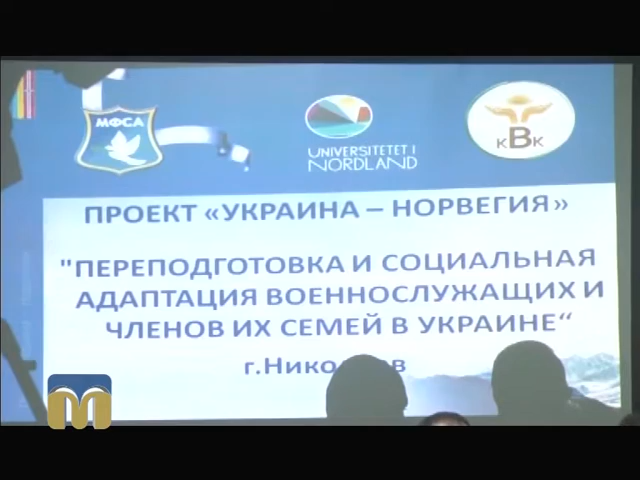 МФСА
UNIVERSITETET I
NORDLAND
КВК
ПРОЕКТ «УКРАИНА – НОРВЕГИЯ»
"ПЕРЕПОДГОТОВКА И СОЦИАЛЬНАЯ
АДАПТАЦИЯ ВОЕННОСЛУЖАЩИХ И
ЧЛЕНОВ ИХ СЕМЕЙ В УКРАИНЕ“
г.
М